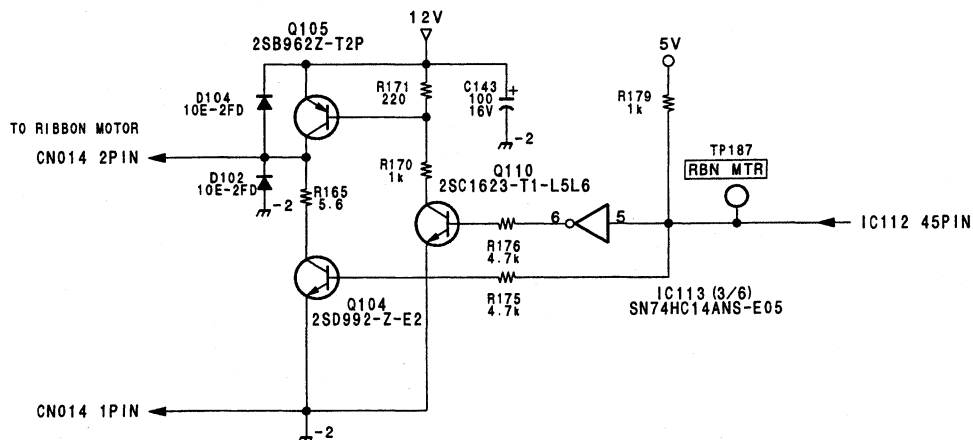 Q105
2SB962Z-T2P
12V
5V
R171
220
C143
100
16V
+
-2
R179
1k
D104
10E-2FD
TO RIBBON MOTOR
CN014 2PIN
TP187
RBN MTR
D102
10E-2FD
-2
R165
5.6
R170
1k
Q110
2SC1623-T1-L5L6
6
5
IC112 45PIN
R176
4.7k
R175
4.7k
IC113 (3/6)
SN74HC14ANS-E05
Q104
2SD992-Z-E2
CN014 1PIN
-2